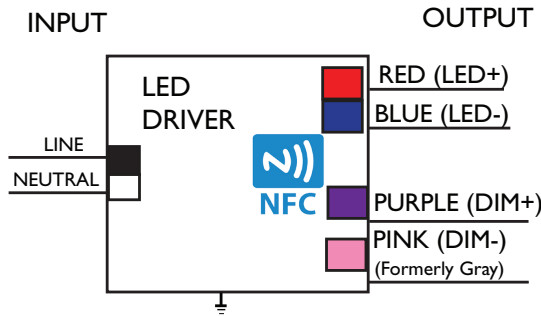 INPUT
OUTPUT
LED
DRIVER
RED (LED+)
BLUE (LED-)
LINE
NEUTRAL
NFC
PURPLE (DIM+)
PINK (DIM-)
(Formerly Gray)